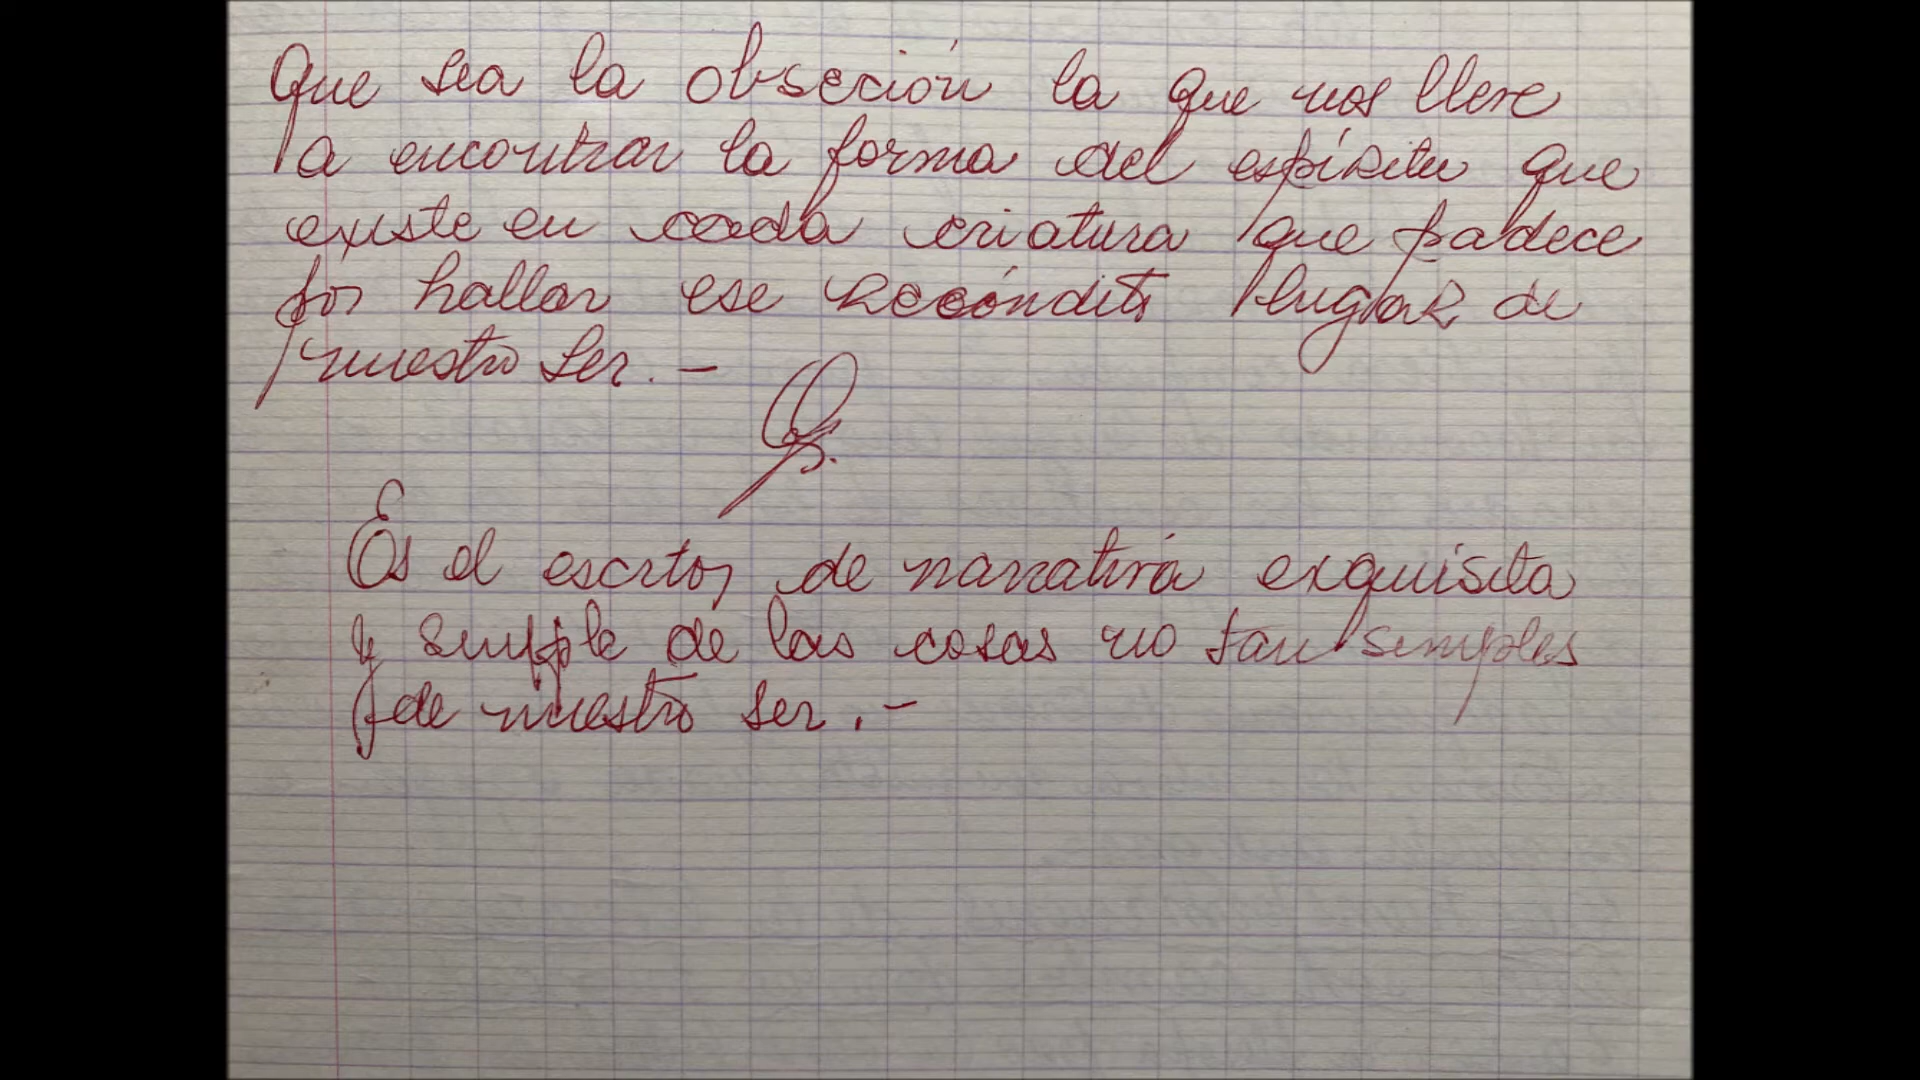 Que sea la obseción la que nos lleve
a encontrar la forma del espíritu que
existe en cada criatura que padece
por hallar ese recóndito lugar de
nuestro ser. -
Es el escritor de narrativa exquisita
y simple de las cosas no tan simples
de nuestro ser. -